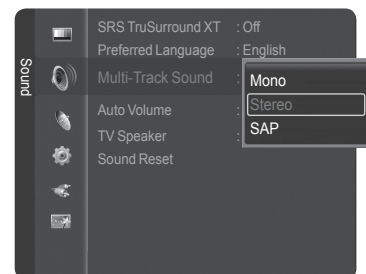 Sound
SRS TruSurround XT : Off
Preferred Language : English
Multi-Track Sound :
Mono
Stereo
SAP
Auto Volume :
TV Speaker :
Sound Reset